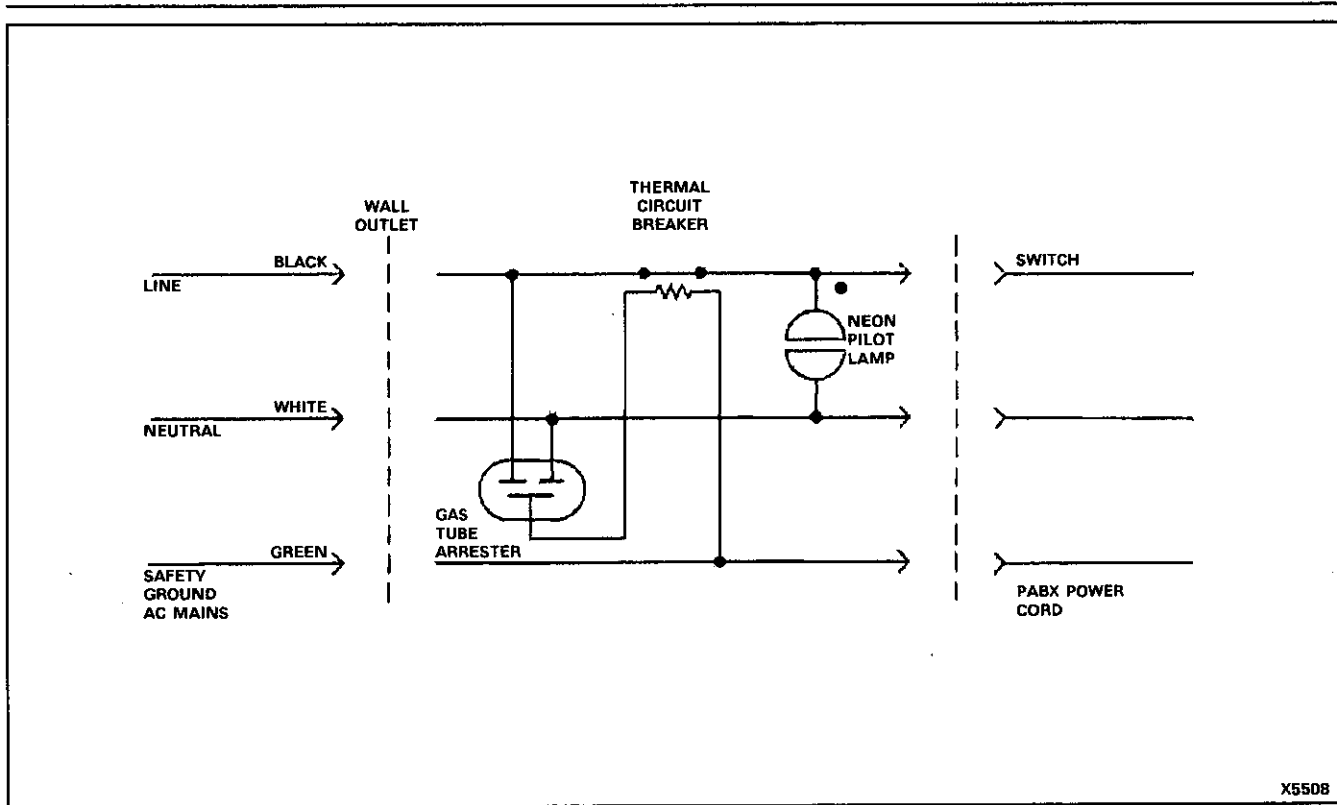 THERMAL
CIRCUIT
BREAKER
WALL
OUTLET
BLACK
LINE
SWITCH
NEON
PILOT
LAMP
WHITE
NEUTRAL
GAS
TUBE
ARRESTER
GREEN
SAFETY
GROUND
AC MAINS
PABX POWER
CORD
X5508